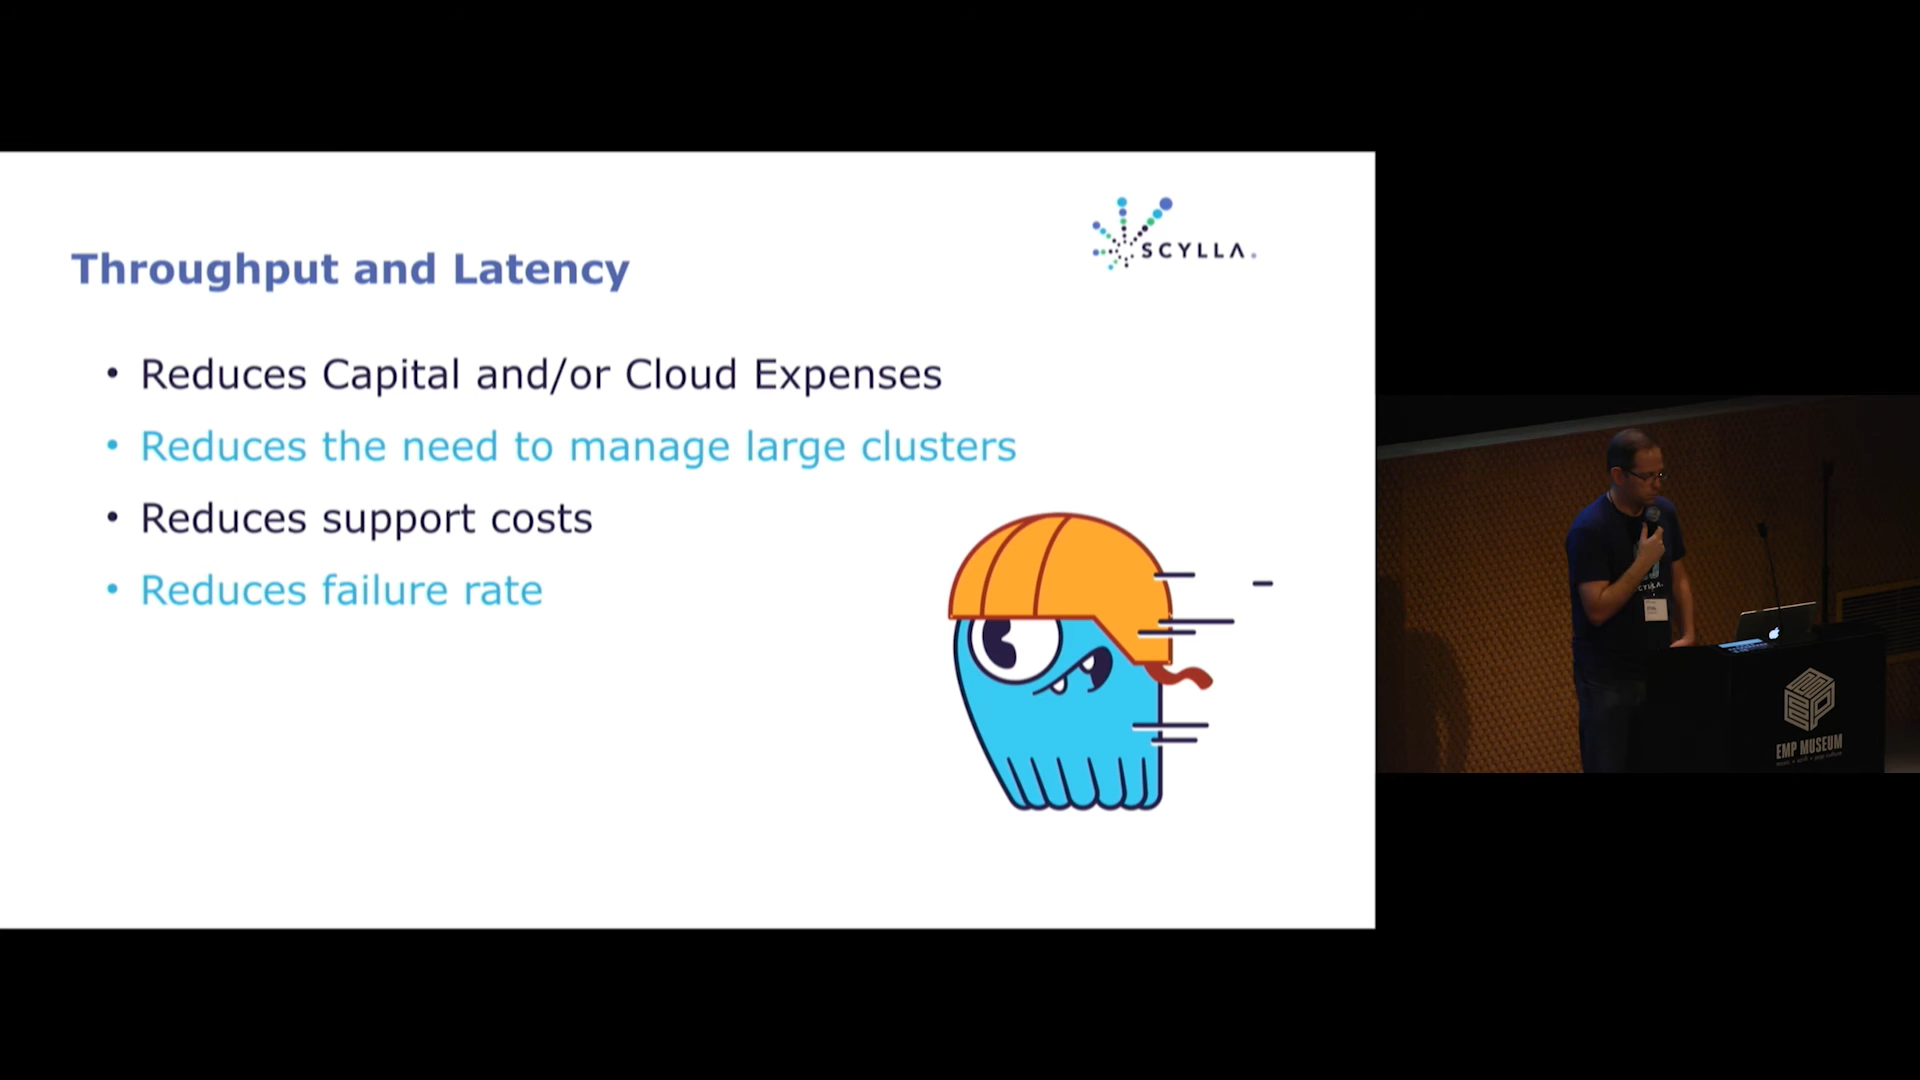 SCYLLA.
Throughput and Latency
• Reduces Capital and/or Cloud Expenses
• Reduces the need to manage large clusters
• Reduces support costs
• Reduces failure rate
SCYLLA.
EMP MUSEUM